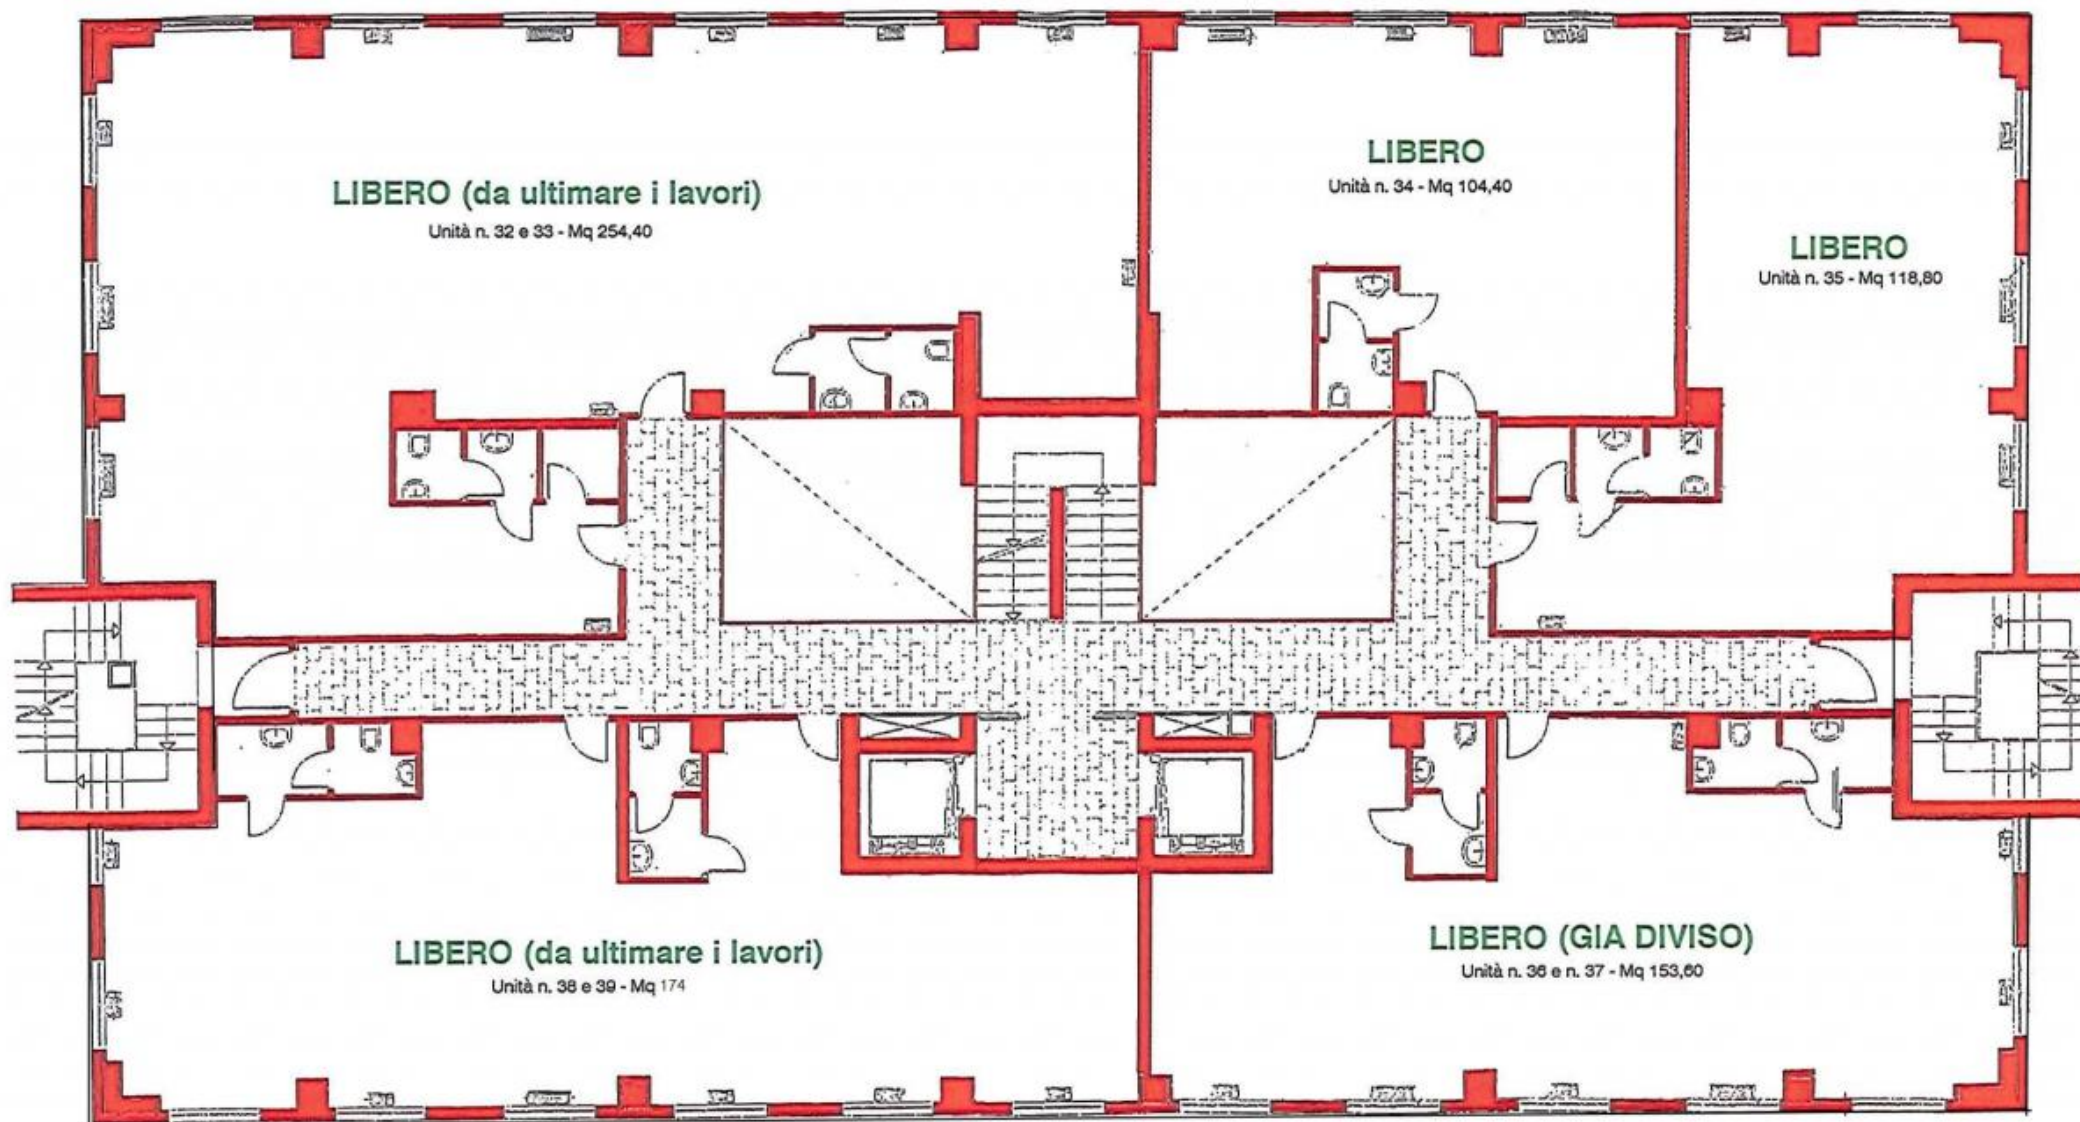 LIBERO (da ultimare i lavori)
Unità n. 32 e 33 - Mq 254,40
LIBERO
Unità n. 34 - Mq 104,40
LIBERO
Unità n. 35 - Mq 118,80
LIBERO (da ultimare i lavori)
Unità n. 38 e 39 - Mq 174
LIBERO (GIA DIVISO)
Unità n. 36 e n. 37 - Mq 153,60